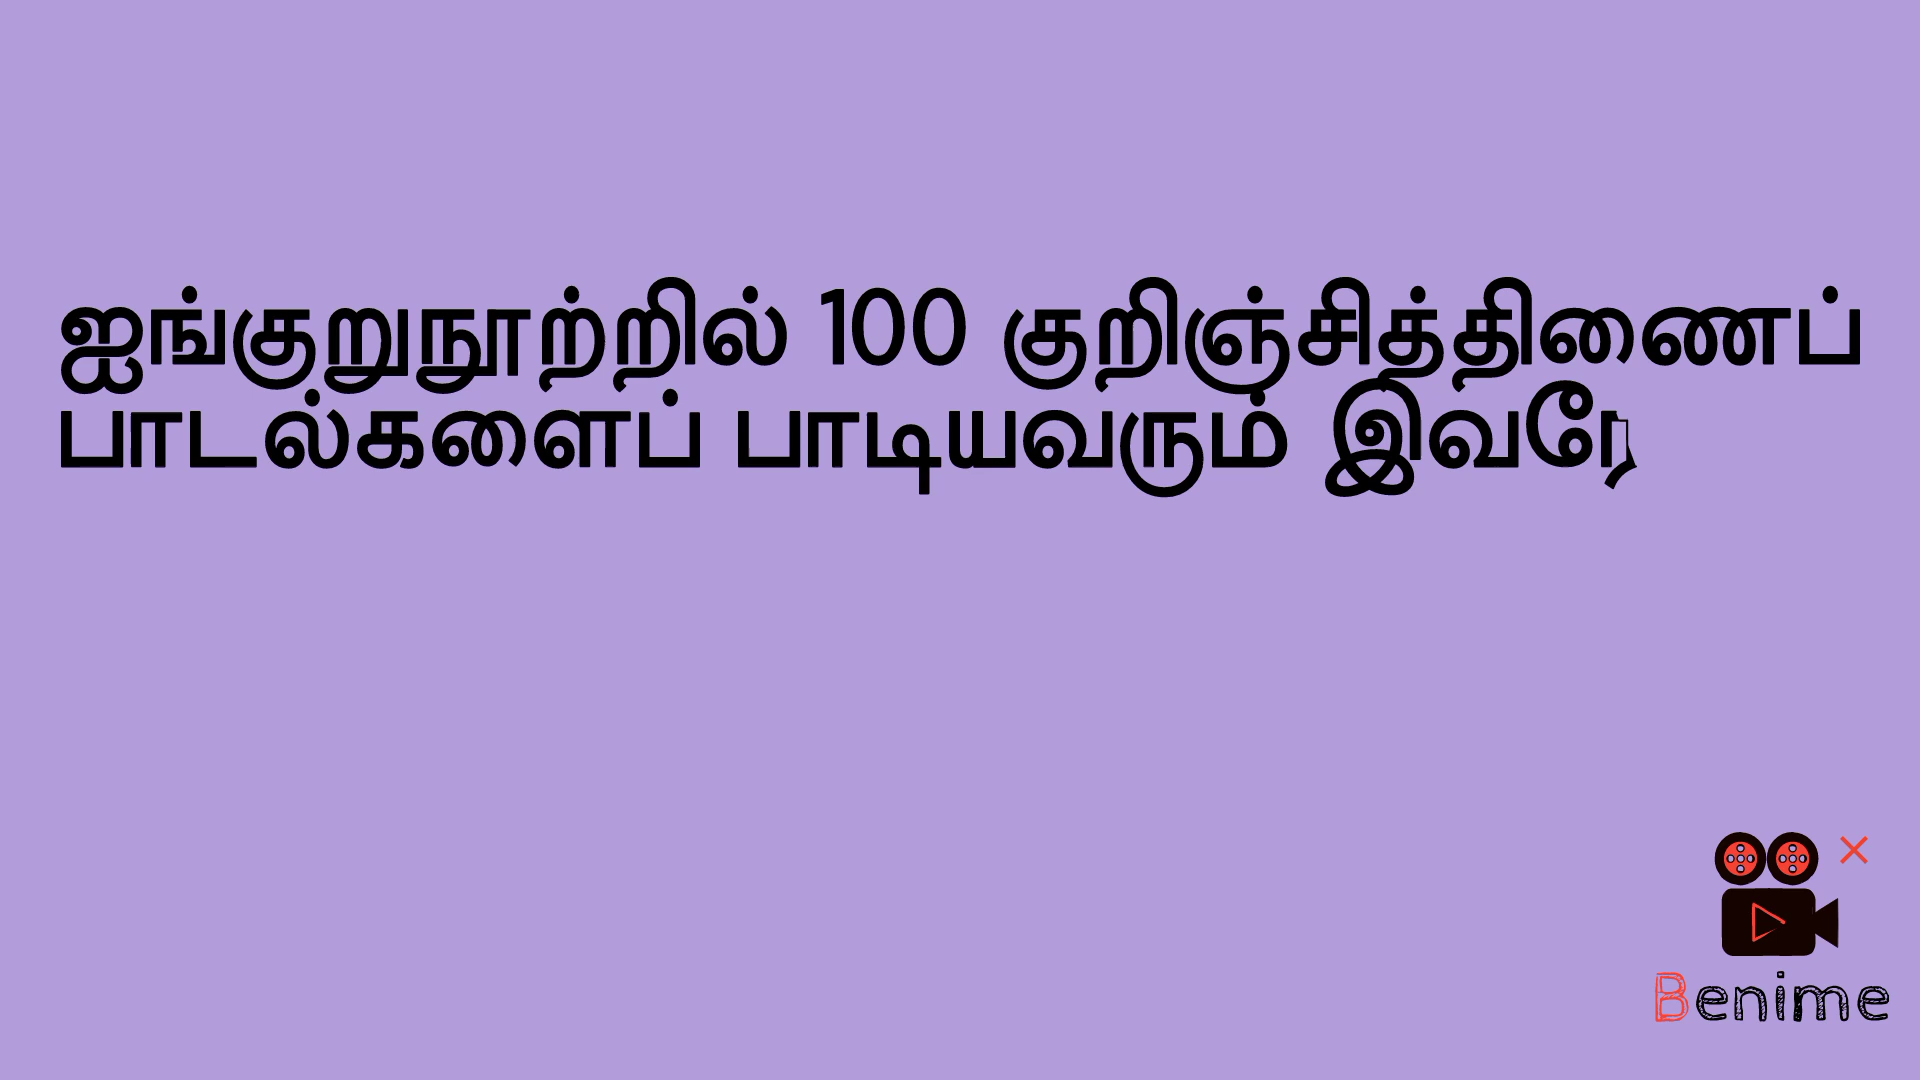 ஐங்குறுநூற்றில் 100 குறிஞ்சித்திணைப்
பாடல்களைப் பாடியவரும் இவரே
Benime